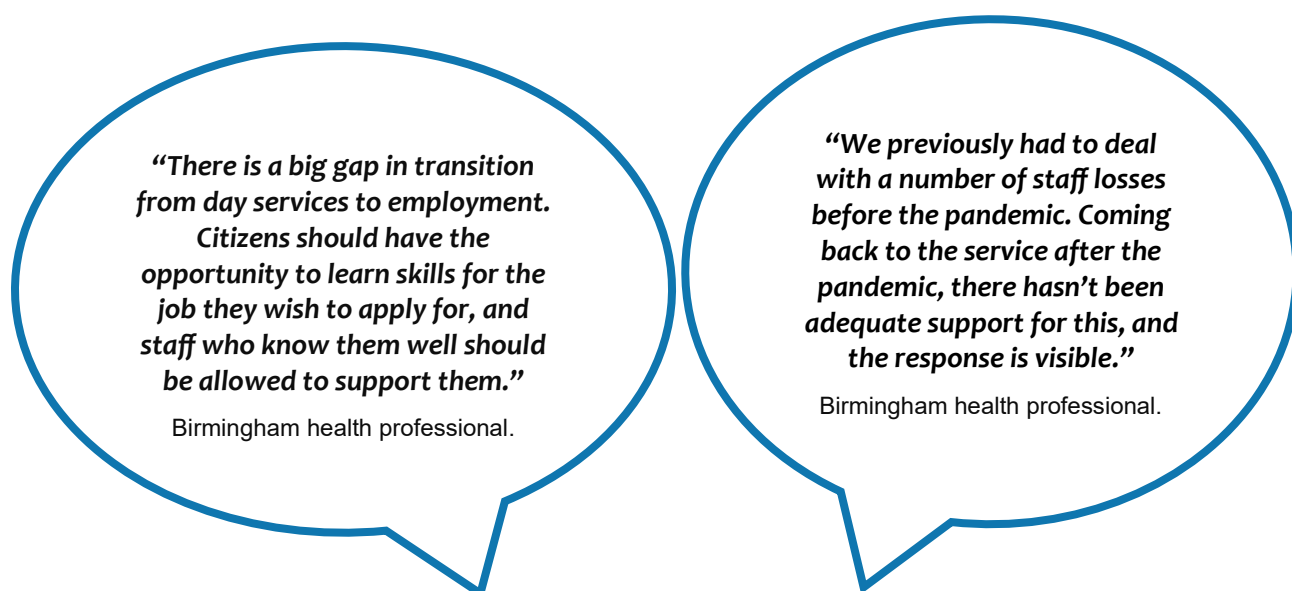 “There is a big gap in transition
from day services to employment.
Citizens should have the
opportunity to learn skills for the
job they wish to apply for, and
staff who know them well should
be allowed to support them.”
Birmingham health professional.
“We previously had to deal
with a number of staff losses
before the pandemic. Coming
back to the service after the
pandemic, there hasn’t been
adequate support for this, and
the response is visible.”
Birmingham health professional.